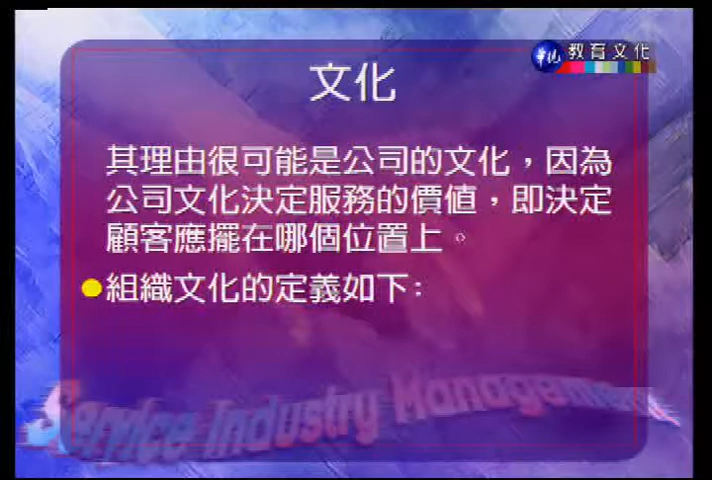 華視 教育文化
文化
其理由很可能是公司的文化，因為
公司文化決定服務的價值，即決定
顧客應擺在哪個位置上。
組織文化的定義如下：
Service Industry Management